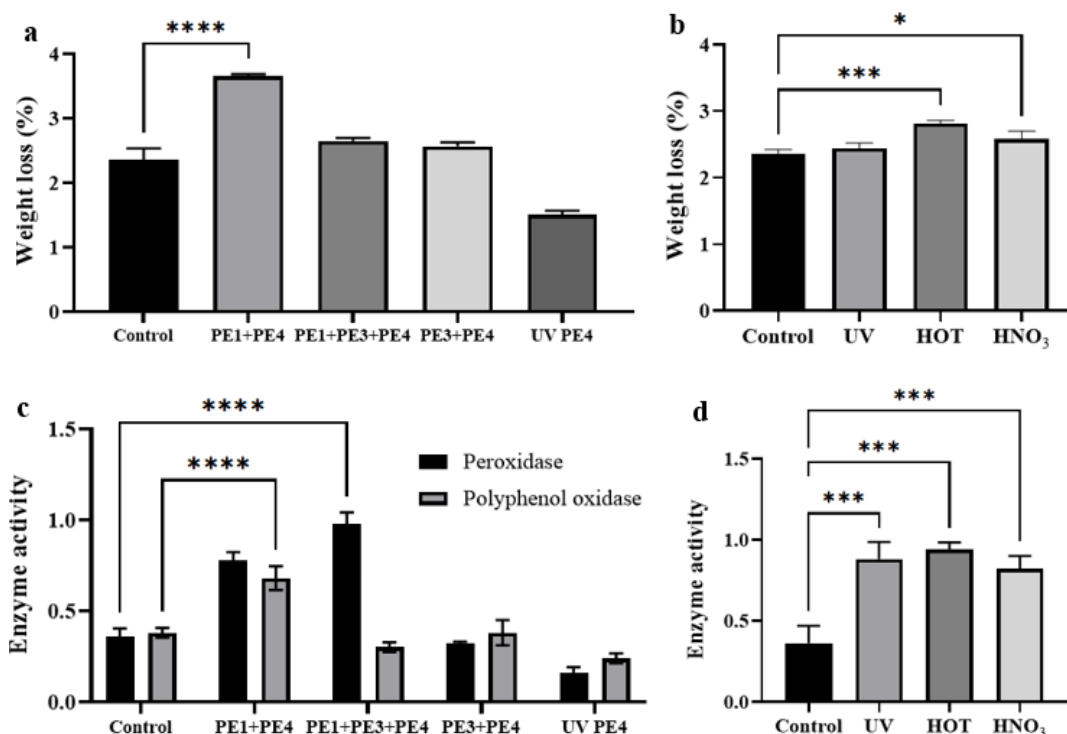 a
****
Weight loss (%)
4
3
2
1
0
Control PE1+PE4 PE1+PE3+PE4 PE3+PE4 UV PE4
b
*
***
Weight loss (%)
4
3
2
1
0
Control UV HOT HNO₃
c
****
****
Peroxidase
Polyphenol oxidase
Enzyme activity
1.5
1.0
0.5
0.0
Control PE1+PE4 PE1+PE3+PE4 PE3+PE4 UV PE4
d
***
***
***
Enzyme activity
1.5
1.0
0.5
0.0
Control UV HOT HNO₃